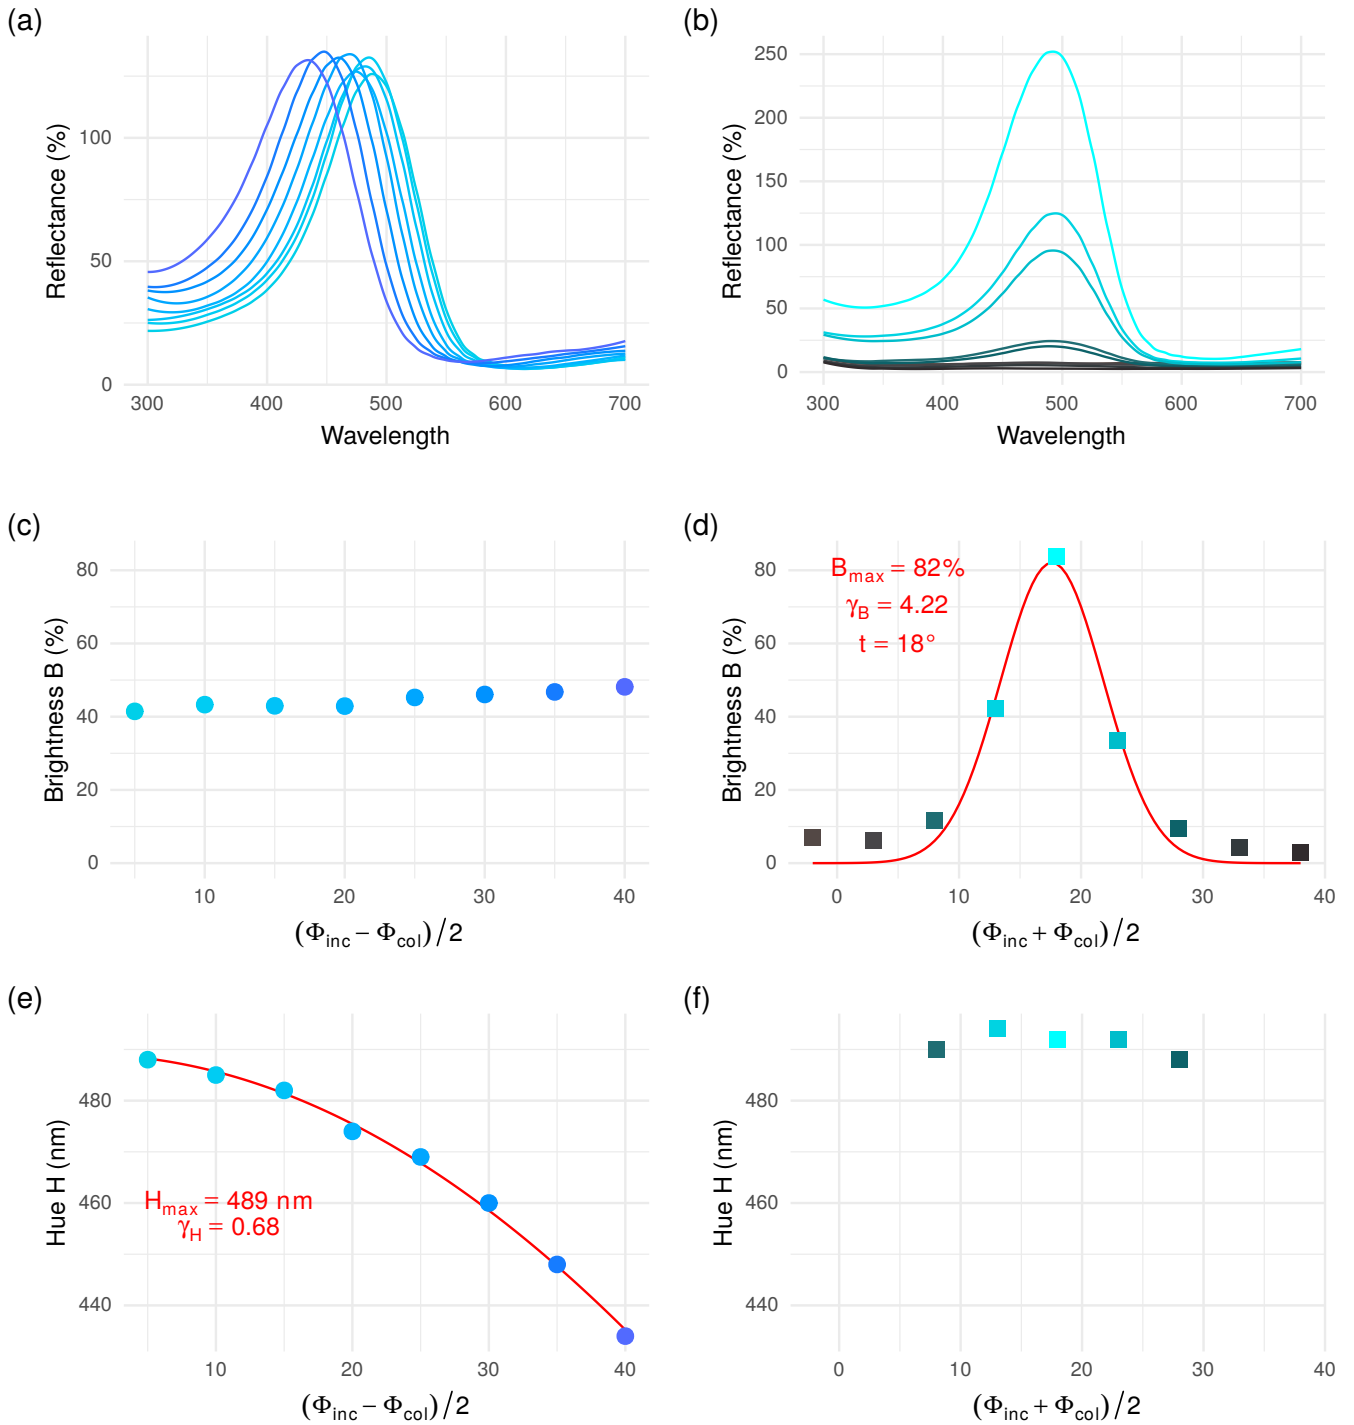 (a)
Reflectance (%)
100
50
0
300 400 500 600 700
Wavelength
(b)
Reflectance (%)
250
200
150
100
50
0
300 400 500 600 700
Wavelength
(c)
Brightness B (%)
80
60
40
20
0
10 20 30 40
(Φinc − Φcol)/2
(d)
Brightness B (%)
80
60
40
20
0
Bmax = 82%
γB = 4.22
t = 18°
0 10 20 30 40
(Φinc + Φcol)/2
(e)
Hue H (nm)
480
460
440
Hmax = 489 nm
γH = 0.68
10 20 30 40
(Φinc − Φcol)/2
(f)
Hue H (nm)
480
460
440
0 10 20 30 40
(Φinc + Φcol)/2